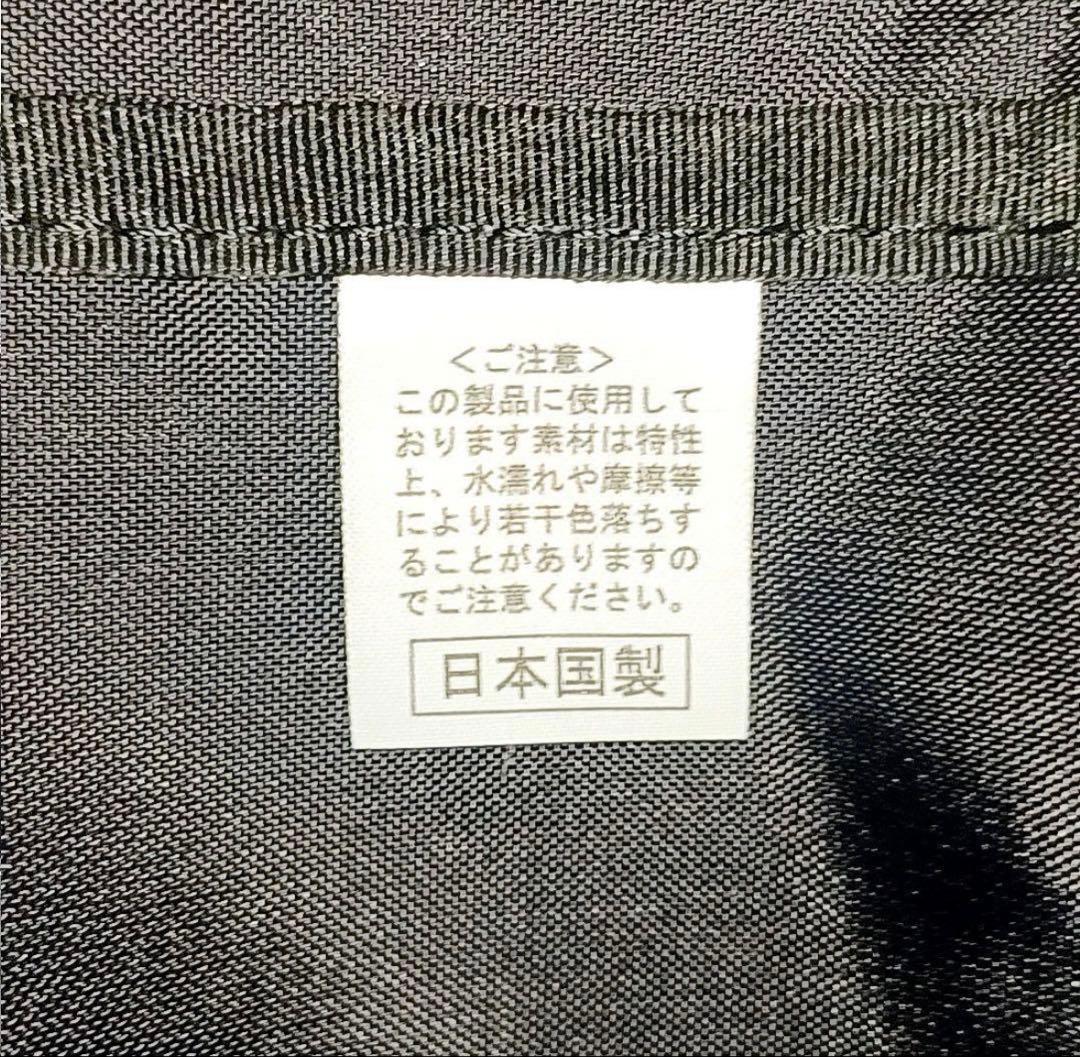 ＜ご注意＞
この製品に使用して
おります素材は特性
上、水濡れや摩擦等
により若干色落ちす
ることがありますの
でご注意ください。
日本国製